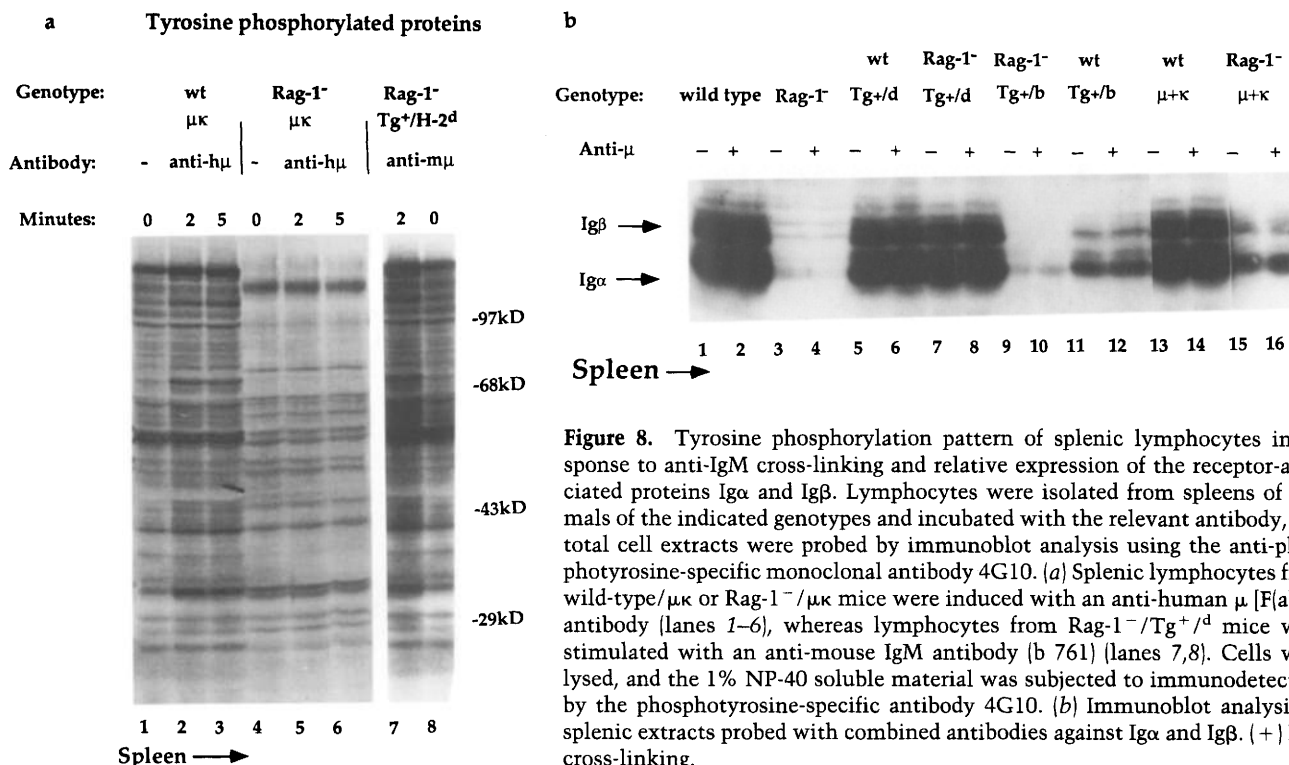 a Tyrosine phosphorylated proteins
Genotype: wt Rag-1⁻ Rag-1⁻
μκ μκ Tg⁺/H-2ᵈ
Antibody: - anti-hμ - anti-hμ anti-mμ
Minutes: 0 2 5 0 2 5 2 0
-97kD
-68kD
-43kD
-29kD
1 2 3 4 5 6 7 8
Spleen
b
wt Rag-1⁻ Rag-1⁻ wt wt Rag-1⁻
Genotype: wild type Rag-1⁻ Tg+/d Tg+/d Tg+/b Tg+/b μ+κ μ+κ
Anti-μ − + − + − + − + − + − + − + − +
Igβ
Igα
1 2 3 4 5 6 7 8 9 10 11 12 13 14 15 16
Spleen
Figure 8. Tyrosine phosphorylation pattern of splenic lymphocytes in
sponse to anti-IgM cross-linking and relative expression of the receptor-a
ciated proteins Igα and Igβ. Lymphocytes were isolated from spleens of
mals of the indicated genotypes and incubated with the relevant antibody,
total cell extracts were probed by immunoblot analysis using the anti-pl
photyrosine-specific monoclonal antibody 4G10. (a) Splenic lymphocytes f
wild-type/μκ or Rag-1⁻/μκ mice were induced with an anti-human μ [F(a
antibody (lanes 1–6), whereas lymphocytes from Rag-1⁻/Tg⁺/ᵈ mice w
stimulated with an anti-mouse IgM antibody (b 761) (lanes 7,8). Cells v
lysed, and the 1% NP-40 soluble material was subjected to immunodetect
by the phosphotyrosine-specific antibody 4G10. (b) Immunoblot analysi
splenic extracts probed with combined antibodies against Igα and Igβ. (+)
cross-linking.